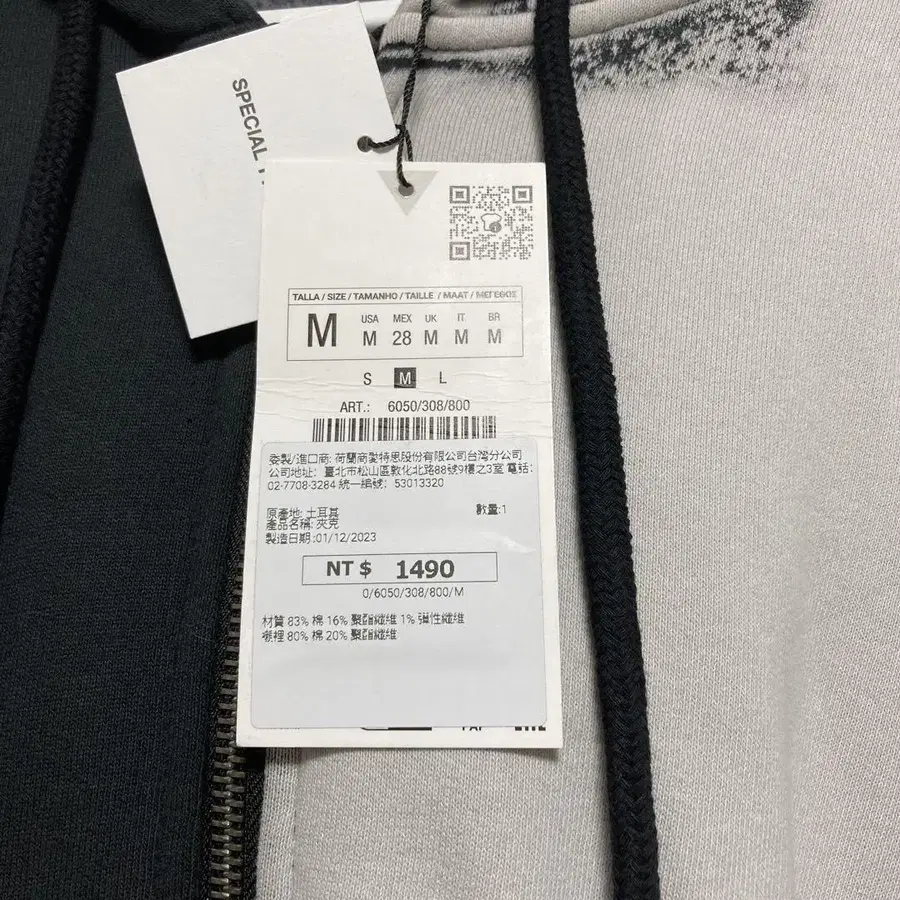 SPECIAL
TALLA / SIZE / TAMANHO / TAILLE / MAAT / ΜΕΓΕΘΟΣ
M
USA MEX UK IT BR
M 28 M M M
S M L
ART.: 6050/308/800
委製/進口商: 荷蘭商愛特思股份有限公司台灣分公司
公司地址: 臺北市松山區敦化北路88號9樓之3室 電話:
02-7708-3284 統一編號: 53013320
原產地: 土耳其 數量:1
產品名稱: 夾克
製造日期:01/12/2023
NT $ 1490
0/6050/308/800/M
材質 83% 棉 16% 聚酯纖維 1% 彈性纖維
襯裡 80% 棉 20% 聚酯纖維